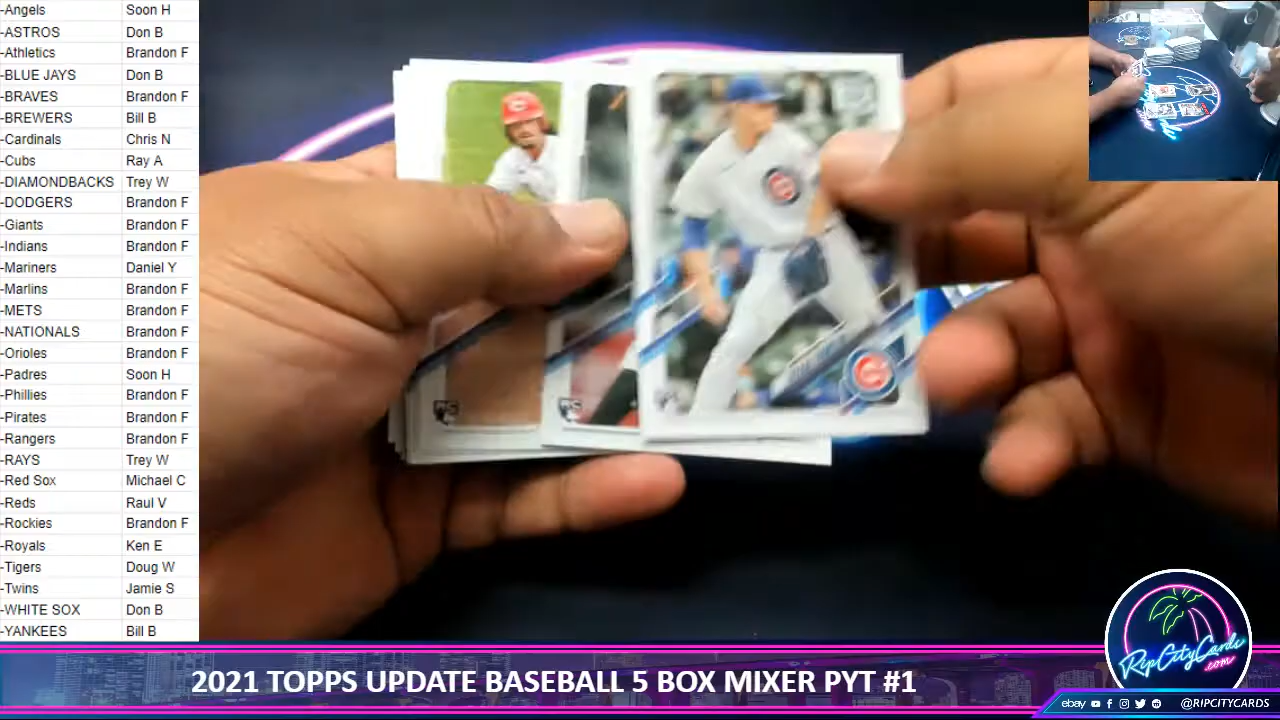 -Angels Soon H
-ASTROS Don B
-Athletics Brandon F
-BLUE JAYS Don B
-BRAVES Brandon F
-BREWERS Bill B
-Cardinals Chris N
-Cubs Ray A
-DIAMONDBACKS Trey W
-DODGERS Brandon F
-Giants Brandon F
-Indians Brandon F
-Mariners Daniel Y
-Marlins Brandon F
-METS Brandon F
-NATIONALS Brandon F
-Orioles Brandon F
-Padres Soon H
-Phillies Brandon F
-Pirates Brandon F
-Rangers Brandon F
-RAYS Trey W
-Red Sox Michael C
-Reds Raul V
-Rockies Brandon F
-Royals Ken E
-Tigers Doug W
-Twins Jamie S
-WHITE SOX Don B
-YANKEES Bill B
RC
RC
RipCityCards
.com
2021 TOPPS UPDATE BASEBALL 5 BOX MIXER PYT #1
ebay @RIPCITYCARDS